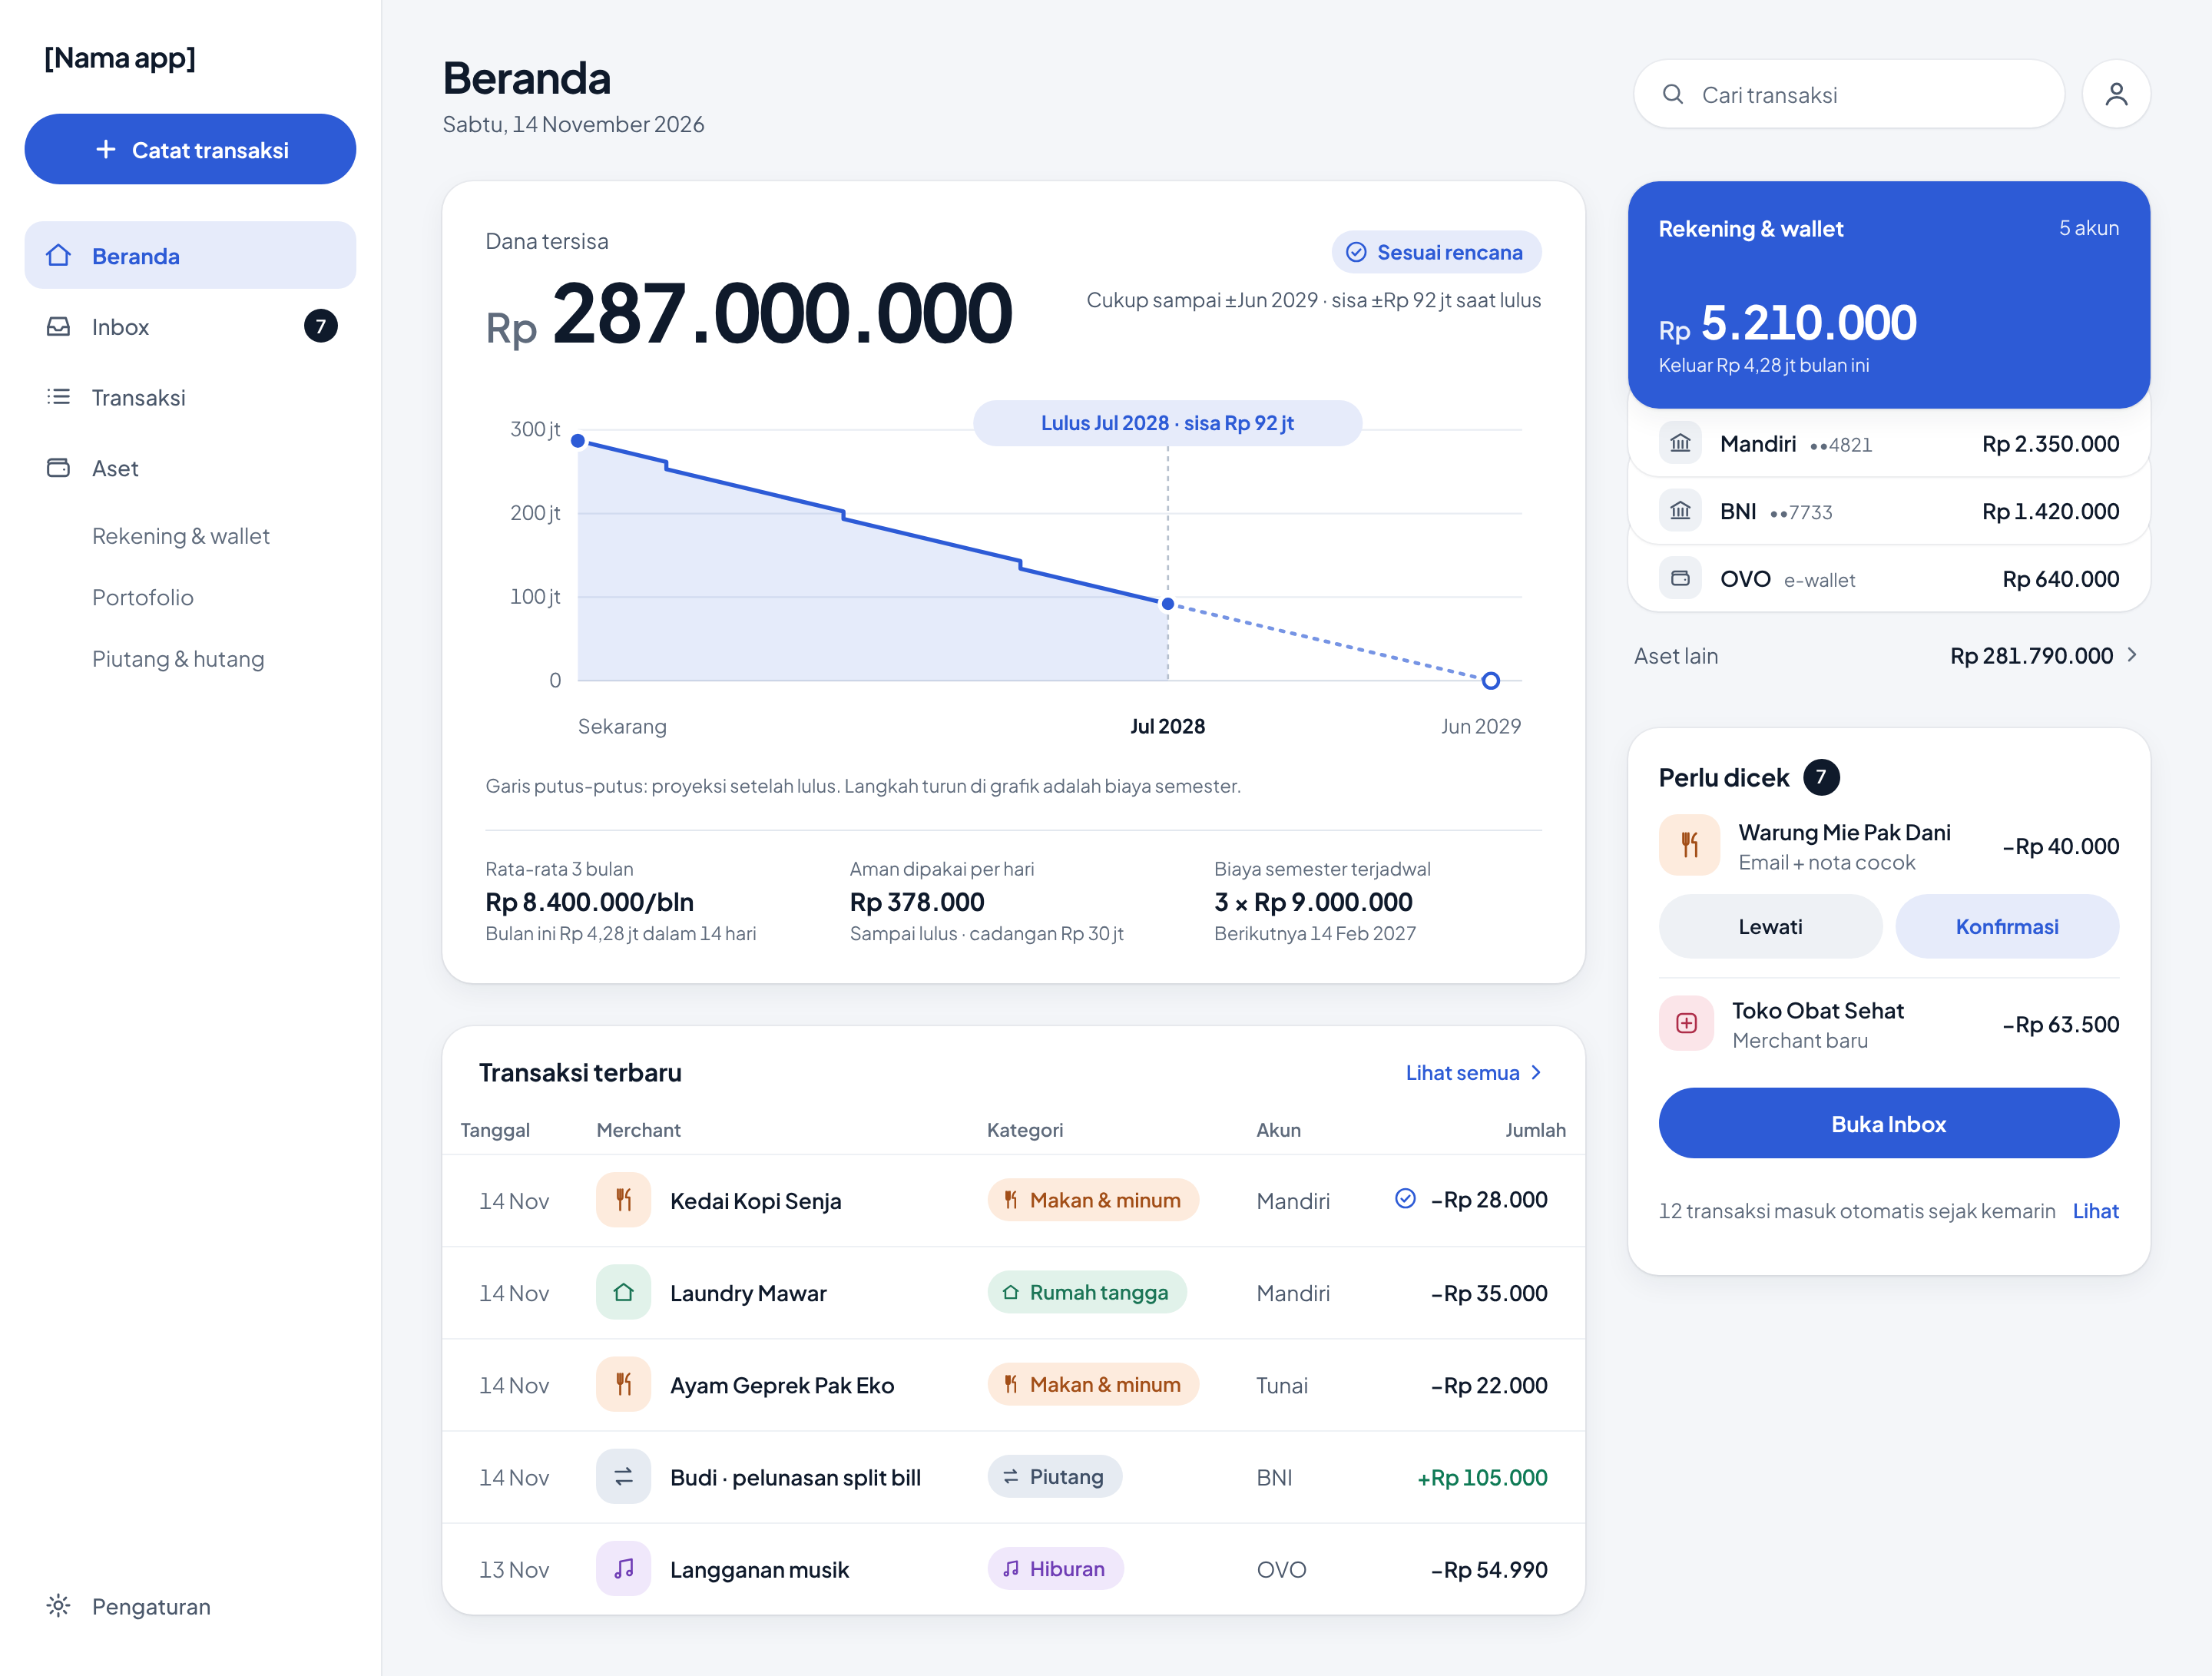 [Nama app]
Catat transaksi
Beranda
Inbox 7
Transaksi
Aset
Rekening & wallet
Portofolio
Piutang & hutang
Pengaturan
Beranda
Sabtu, 14 November 2026
Cari transaksi
Dana tersisa
Rp 287.000.000
Sesuai rencana
Cukup sampai ±Jun 2029 · sisa ±Rp 92 jt saat lulus
Lulus Jul 2028 · sisa Rp 92 jt
300 jt
200 jt
100 jt
0
Sekarang Jul 2028 Jun 2029
Garis putus-putus: proyeksi setelah lulus. Langkah turun di grafik adalah biaya semester.
Rata-rata 3 bulan
Rp 8.400.000/bln
Bulan ini Rp 4,28 jt dalam 14 hari
Aman dipakai per hari
Rp 378.000
Sampai lulus · cadangan Rp 30 jt
Biaya semester terjadwal
3 × Rp 9.000.000
Berikutnya 14 Feb 2027
Transaksi terbaru Lihat semua
Tanggal Merchant Kategori Akun Jumlah
14 Nov Kedai Kopi Senja Makan & minum Mandiri −Rp 28.000
14 Nov Laundry Mawar Rumah tangga Mandiri −Rp 35.000
14 Nov Ayam Geprek Pak Eko Makan & minum Tunai −Rp 22.000
14 Nov Budi · pelunasan split bill Piutang BNI +Rp 105.000
13 Nov Langganan musik Hiburan OVO −Rp 54.990
Rekening & wallet 5 akun
Rp 5.210.000
Keluar Rp 4,28 jt bulan ini
Mandiri ••4821 Rp 2.350.000
BNI ••7733 Rp 1.420.000
OVO e-wallet Rp 640.000
Aset lain Rp 281.790.000
Perlu dicek 7
Warung Mie Pak Dani −Rp 40.000
Email + nota cocok
Lewati Konfirmasi
Toko Obat Sehat −Rp 63.500
Merchant baru
Buka Inbox
12 transaksi masuk otomatis sejak kemarin Lihat